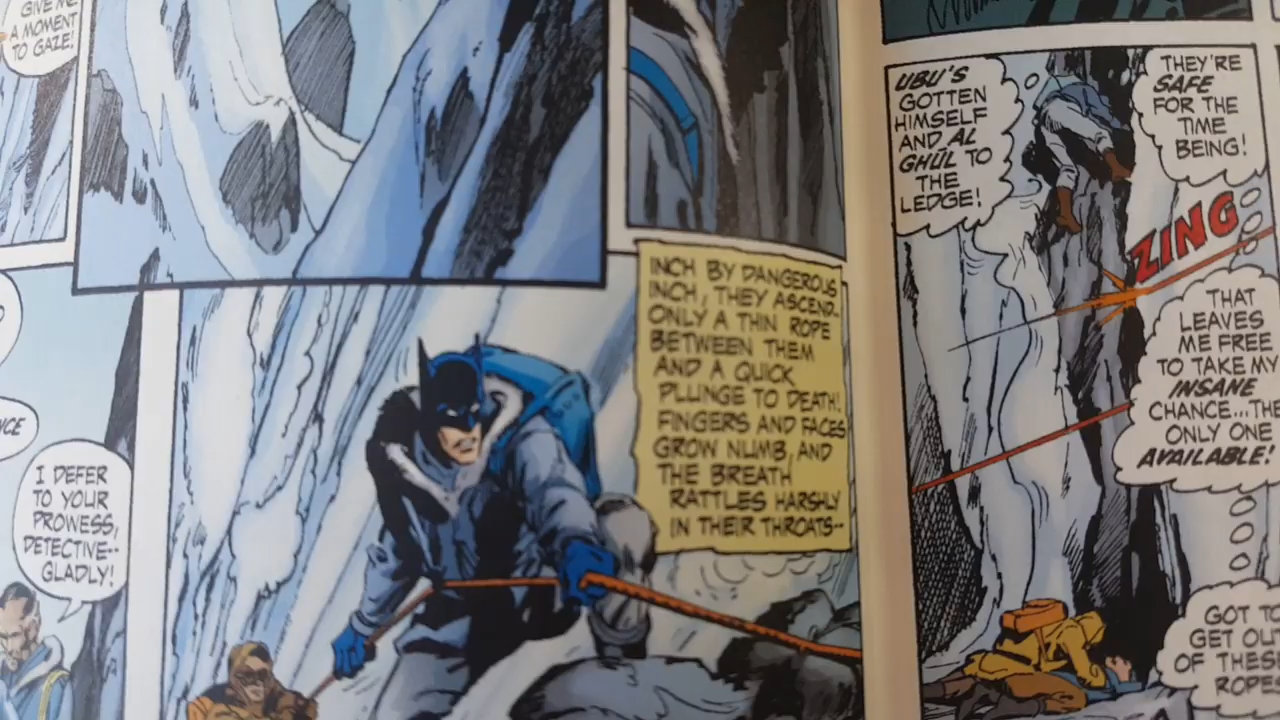 GIVE ME
A MOMENT
TO GAZE!
I DEFER
TO YOUR
PROWESS,
DETECTIVE--
GLADLY!
INCH BY DANGEROUS
INCH, THEY ASCEND..
ONLY A THIN ROPE
BETWEEN THEM
AND A QUICK
PLUNGE TO DEATH!
FINGERS AND FACES
GROW NUMB, AND
THE BREATH
RATTLES HARSHLY
IN THEIR THROATS--
UBU'S
GOTTEN
HIMSELF
AND AL
GHŪL TO
THE
LEDGE!
THEY'RE
SAFE
FOR THE
TIME
BEING!
ZING
THAT
LEAVES
ME FREE
TO TAKE MY
INSANE
CHANCE...THE
ONLY ONE
AVAILABLE!
GOT TO
GET OUT
OF THESE
ROPES